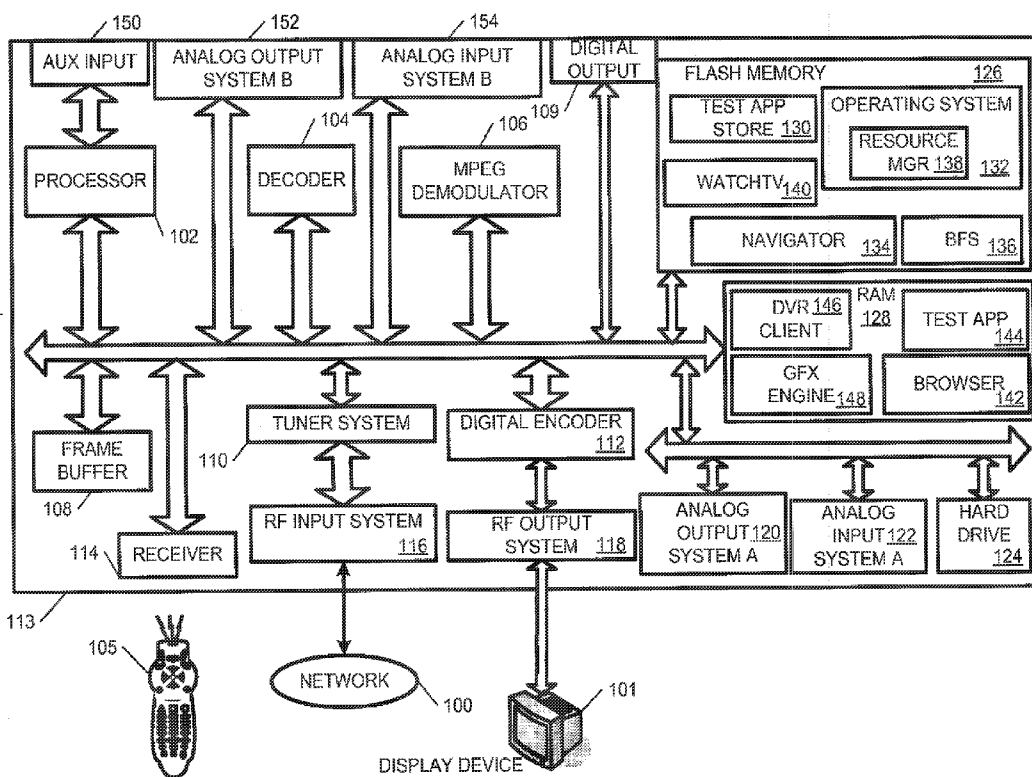 150
152
154
AUX INPUT
ANALOG OUTPUT
SYSTEM B
ANALOG INPUT
SYSTEM B
DIGITAL
OUTPUT
109
FLASH MEMORY
126
TEST APP
STORE 130
OPERATING SYSTEM
RESOURCE
MGR 138
132
WATCHTV
140
NAVIGATOR
134
BFS
136
104
106
PROCESSOR
102
DECODER
MPEG
DEMODULATOR
RAM
128
DVR 146
CLIENT
TEST APP
144
GFX
ENGINE 148
BROWSER
142
FRAME
BUFFER
108
TUNER SYSTEM
110
DIGITAL ENCODER
112
RECEIVER
114
RF INPUT SYSTEM
116
RF OUTPUT
SYSTEM 118
ANALOG
OUTPUT 120
SYSTEM A
ANALOG
INPUT 122
SYSTEM A
HARD
DRIVE
124
113
105
NETWORK
100
101
DISPLAY DEVICE